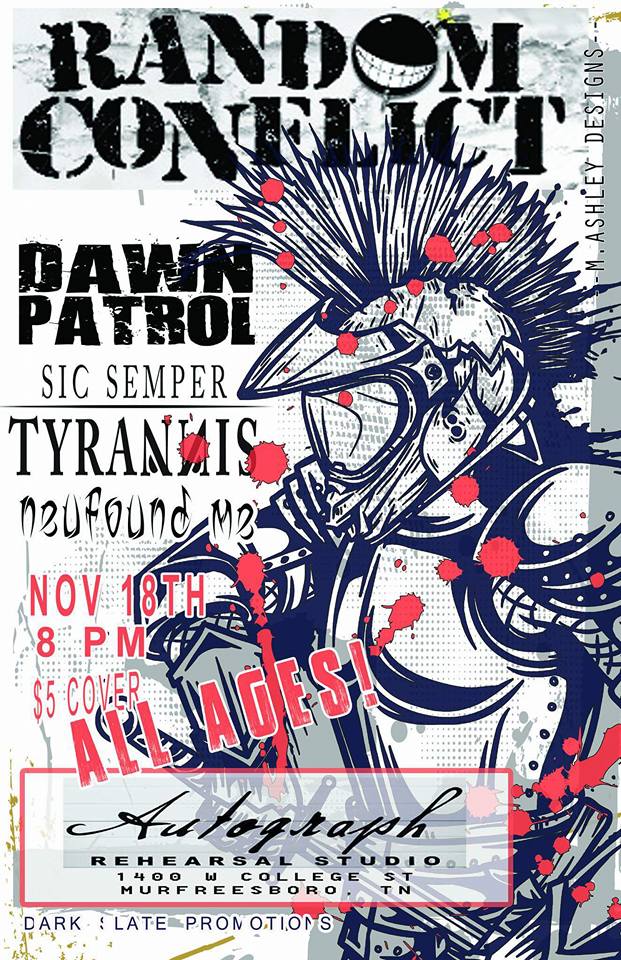 RANDOM
CONFLICT
--M ASHLEY DESIGNS--
DAWN
PATROL
SIC SEMPER
TYRANNIS
neufound me
NOV 18TH
8 PM
$5 COVER
ALL AGES!
Autograph
REHEARSAL STUDIO
1400 W COLLEGE ST
MURFREESBORO, TN
DARK SLATE PROMOTIONS